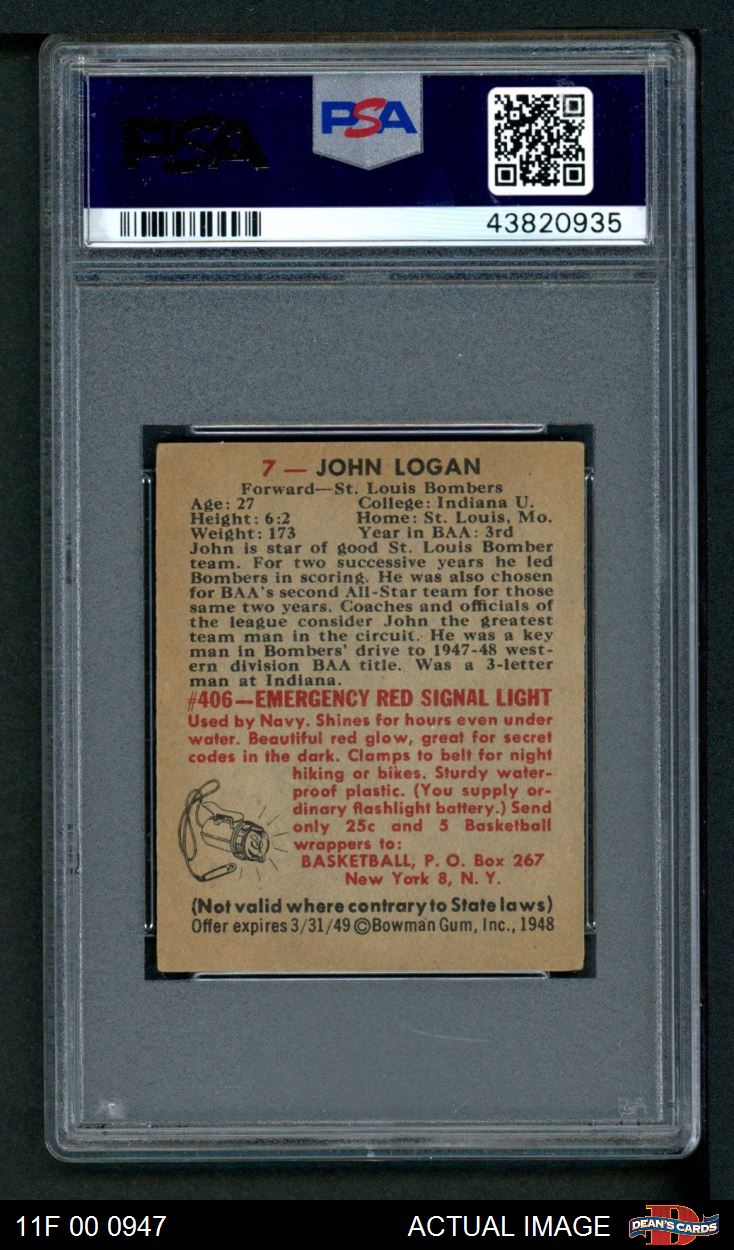 PSA
PSA
43820935
7 — JOHN LOGAN
Forward—St. Louis Bombers
Age: 27 College: Indiana U.
Height: 6:2 Home: St. Louis, Mo.
Weight: 173 Year in BAA: 3rd
John is star of good St. Louis Bomber
team. For two successive years he led
Bombers in scoring. He was also chosen
for BAA's second All-Star team for those
same two years. Coaches and officials of
the league consider John the greatest
team man in the circuit. He was a key
man in Bombers' drive to 1947-48 west-
ern division BAA title. Was a 3-letter
man at Indiana.
#406—EMERGENCY RED SIGNAL LIGHT
Used by Navy. Shines for hours even under
water. Beautiful red glow, great for secret
codes in the dark. Clamps to belt for night
hiking or bikes. Sturdy water-
proof plastic. (You supply or-
dinary flashlight battery.) Send
only 25c and 5 Basketball
wrappers to:
BASKETBALL, P. O. Box 267
New York 8, N. Y.
(Not valid where contrary to State laws)
Offer expires 3/31/49 ©Bowman Gum, Inc., 1948
PSA
11F 00 0947 ACTUAL IMAGE DEAN'S CARDS